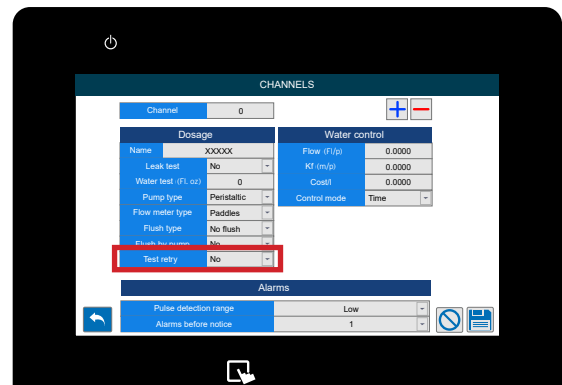 CHANNELS
Channel 0
Dosage
Name XXXXX
Leak test No
Water test (Fl. oz) 0
Pump type Peristaltic
Flow meter type Paddles
Flush type No flush
Flush by pump No
Test retry No
Water control
Flow (Fl/p) 0.0000
Kf (m/p) 0.0000
Cost/l 0.0000
Control mode Time
Alarms
Pulse detection range Low
Alarms before notice 1